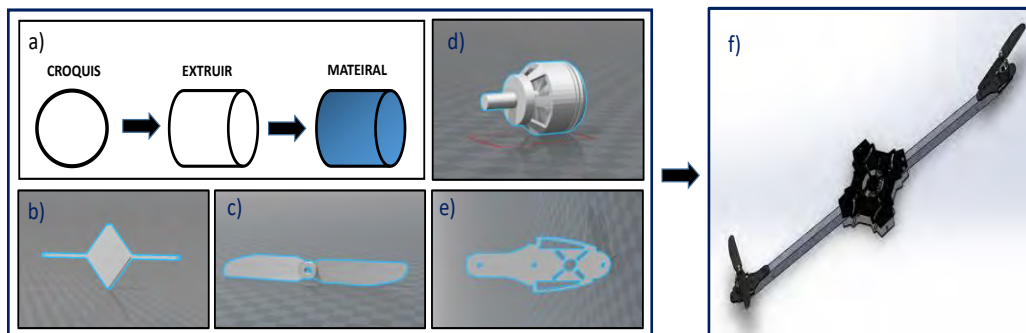 a)
CROQUIS
EXTRUIR
MATEIRAL
b)
c)
d)
e)
f)